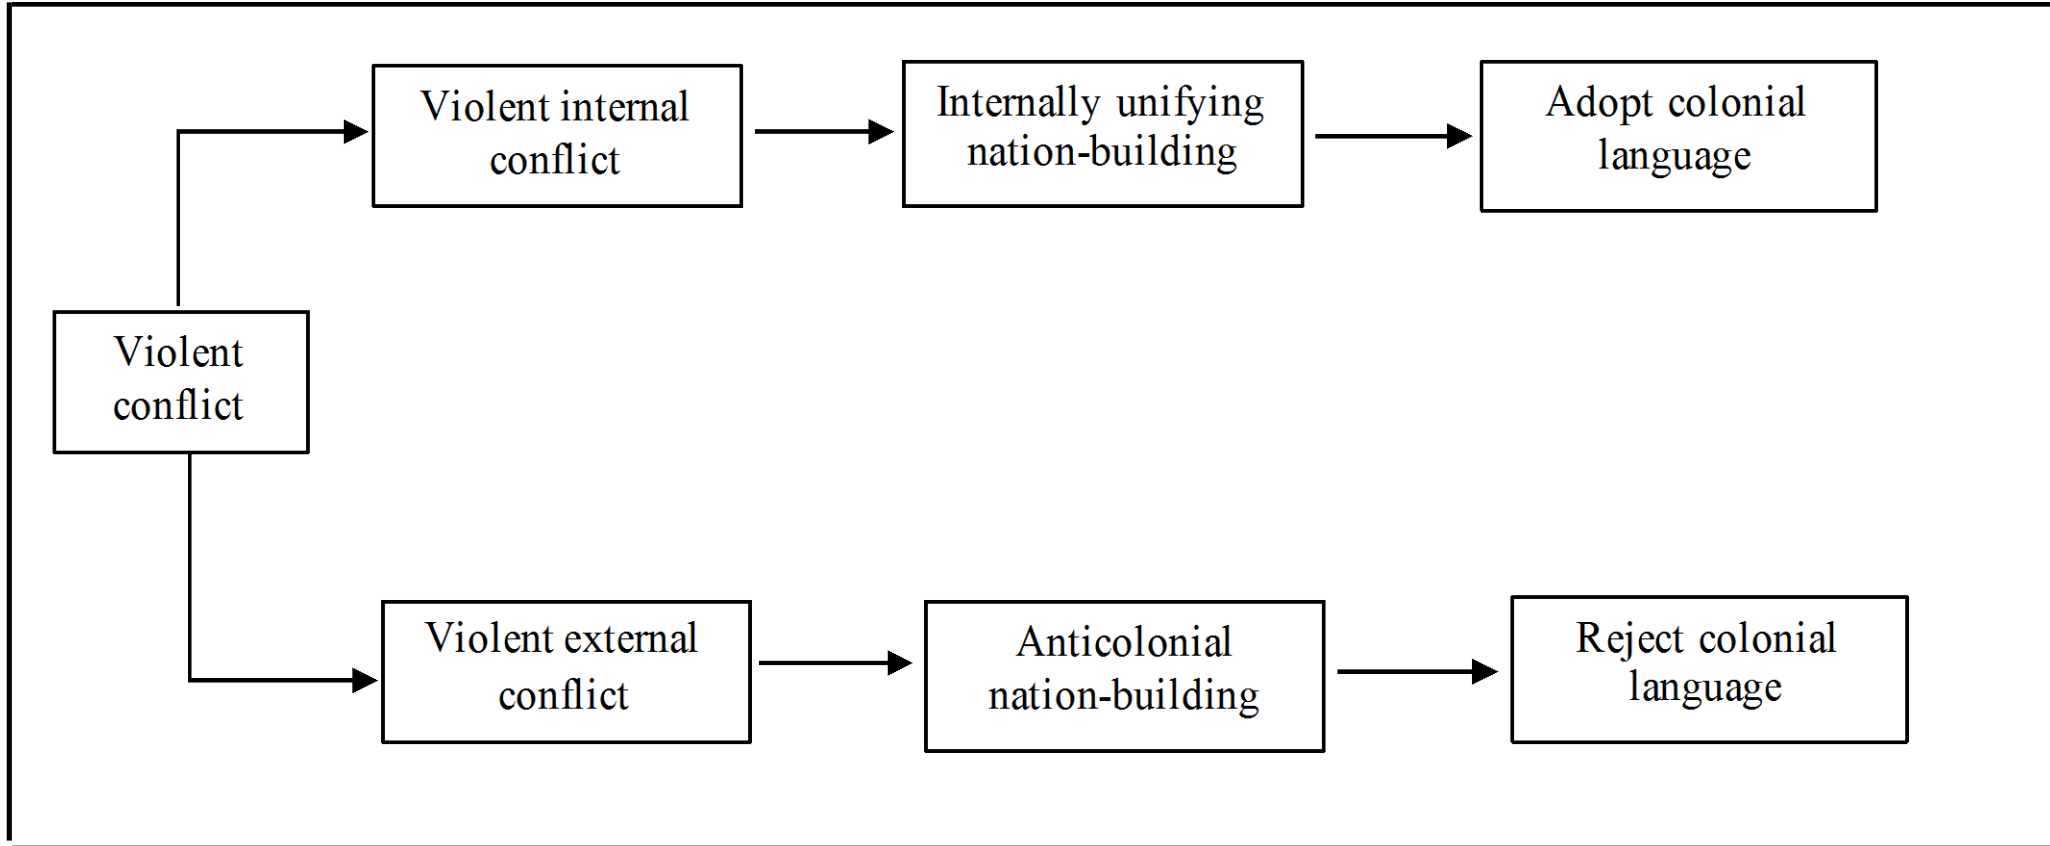 Violent internal
conflict
Internally unifying
nation-building
Adopt colonial
language
Violent
conflict
Violent external
conflict
Anticolonial
nation-building
Reject colonial
language